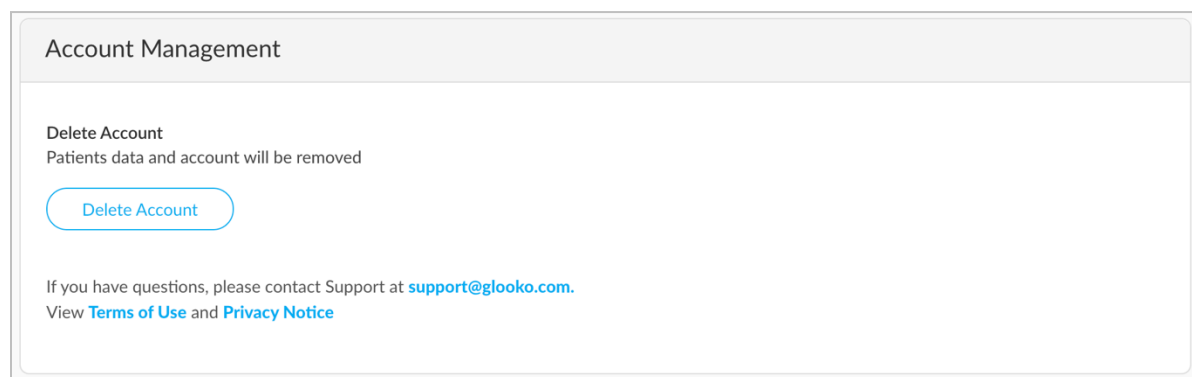 Account Management
Delete Account
Patients data and account will be removed
Delete Account
If you have questions, please contact Support at support@glooko.com.
View Terms of Use and Privacy Notice